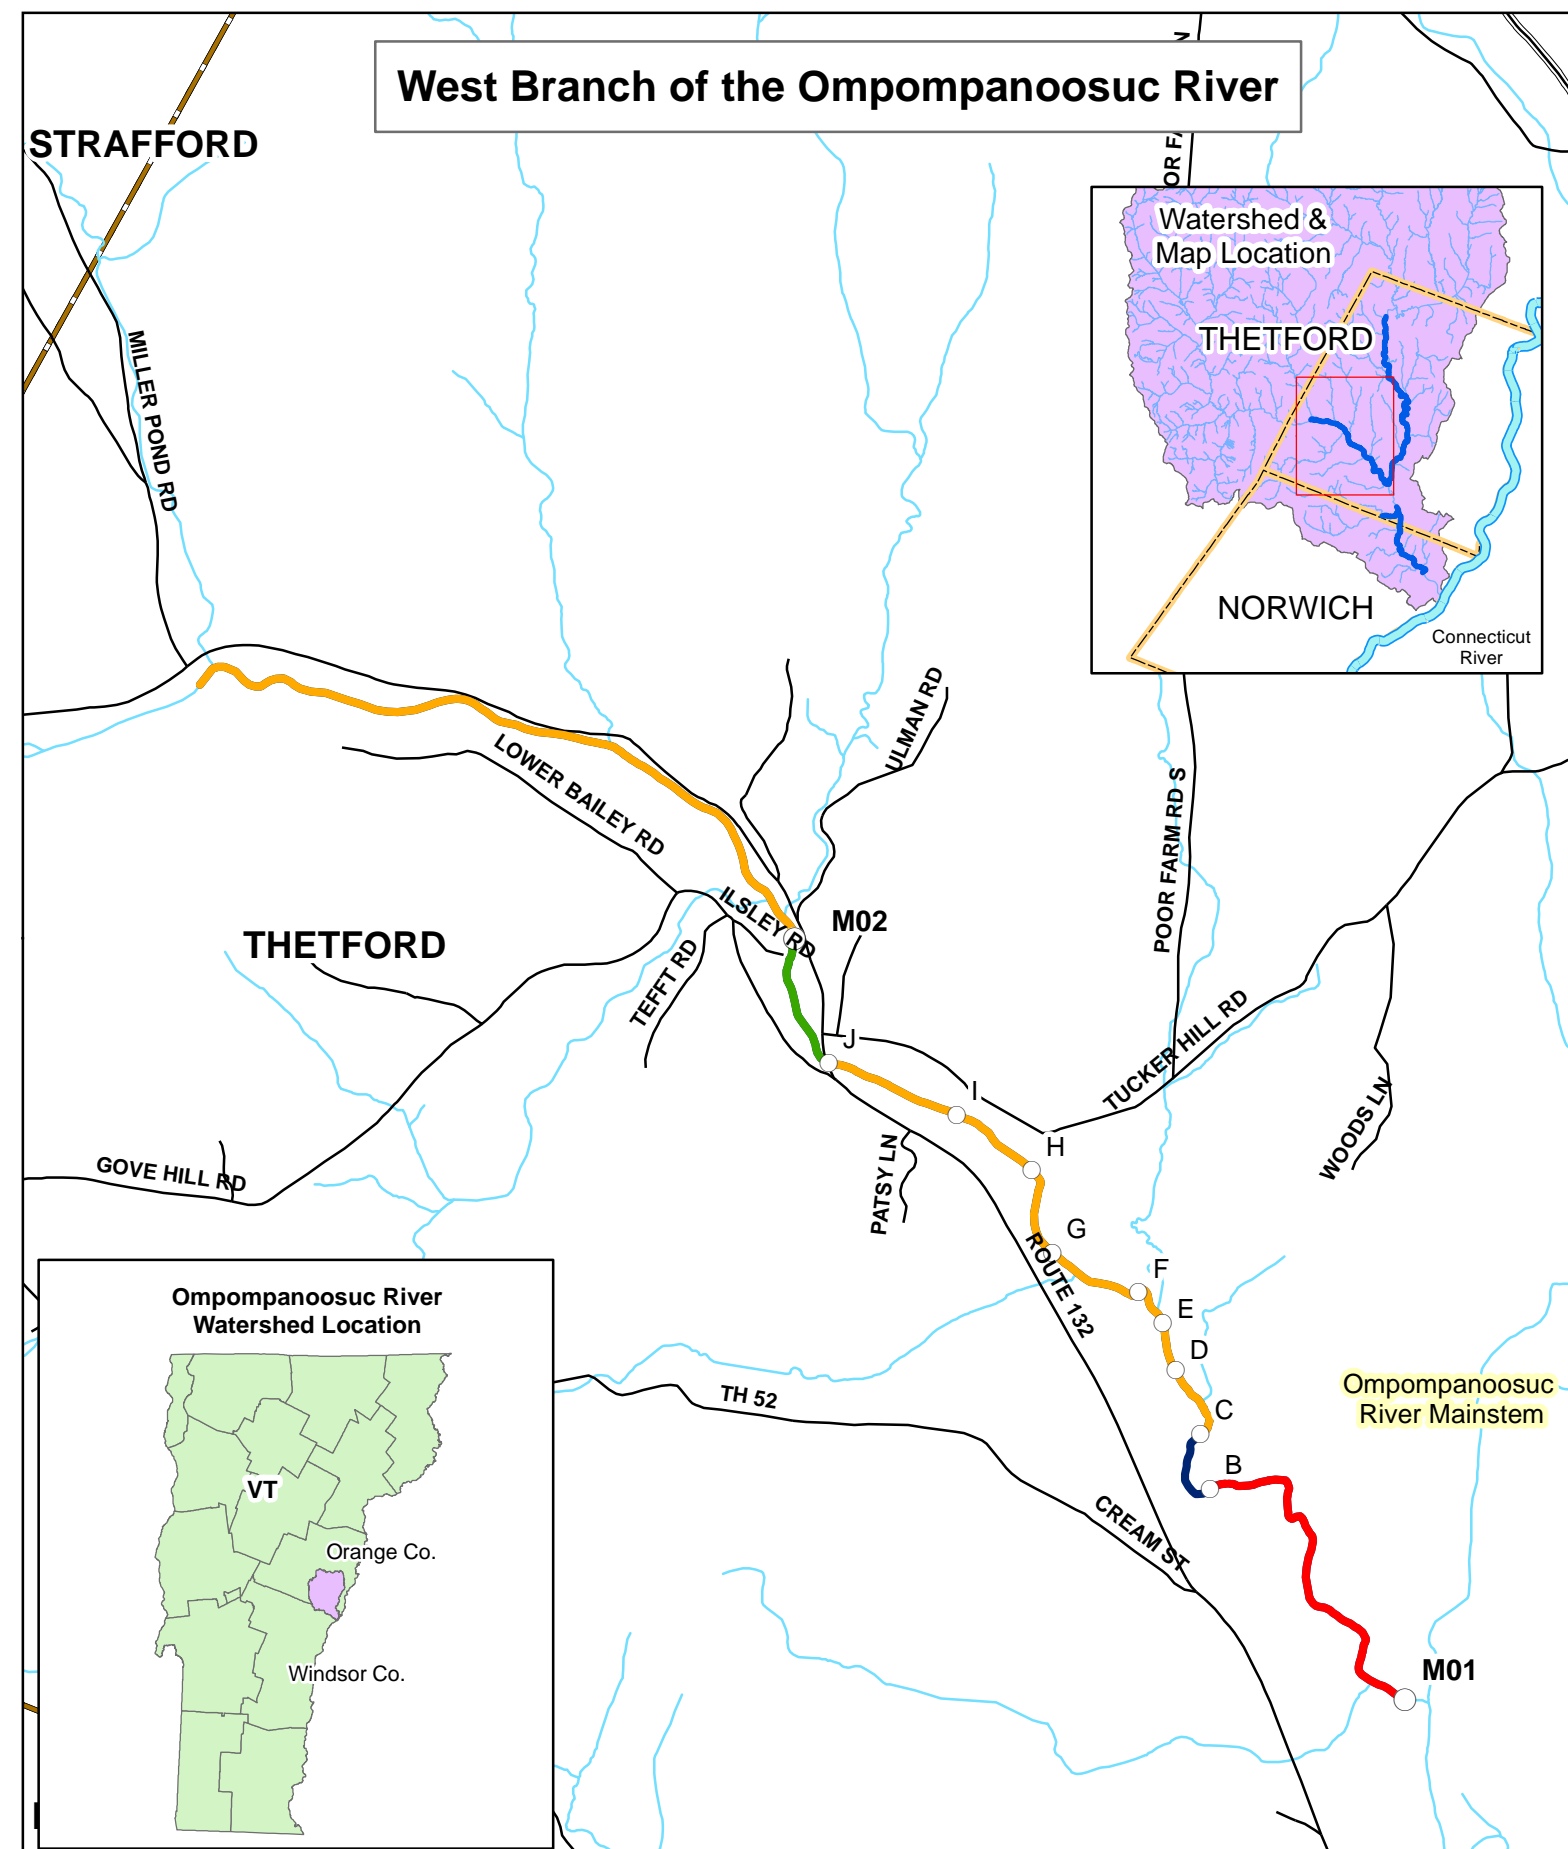 West Branch of the Ompompanoosuc River
STRAFFORD
Watershed &
Map Location
THETFORD
NORWICH
Connecticut
River
MILLER POND RD
ULMAN RD
LOWER BAILEY RD
POOR FARM RD S
ILSLEY RD
M02
THETFORD
TEFFT RD
TUCKER HILL RD
J
I
H
WOODS LN
PATSY LN
GOVE HILL RD
G
ROUTE 132
F
E
D
C
B
TH 52
CREAM ST
Ompompanoosuc
River Mainstem
M01
Ompompanoosuc River
Watershed Location
VT
Orange Co.
Windsor Co.